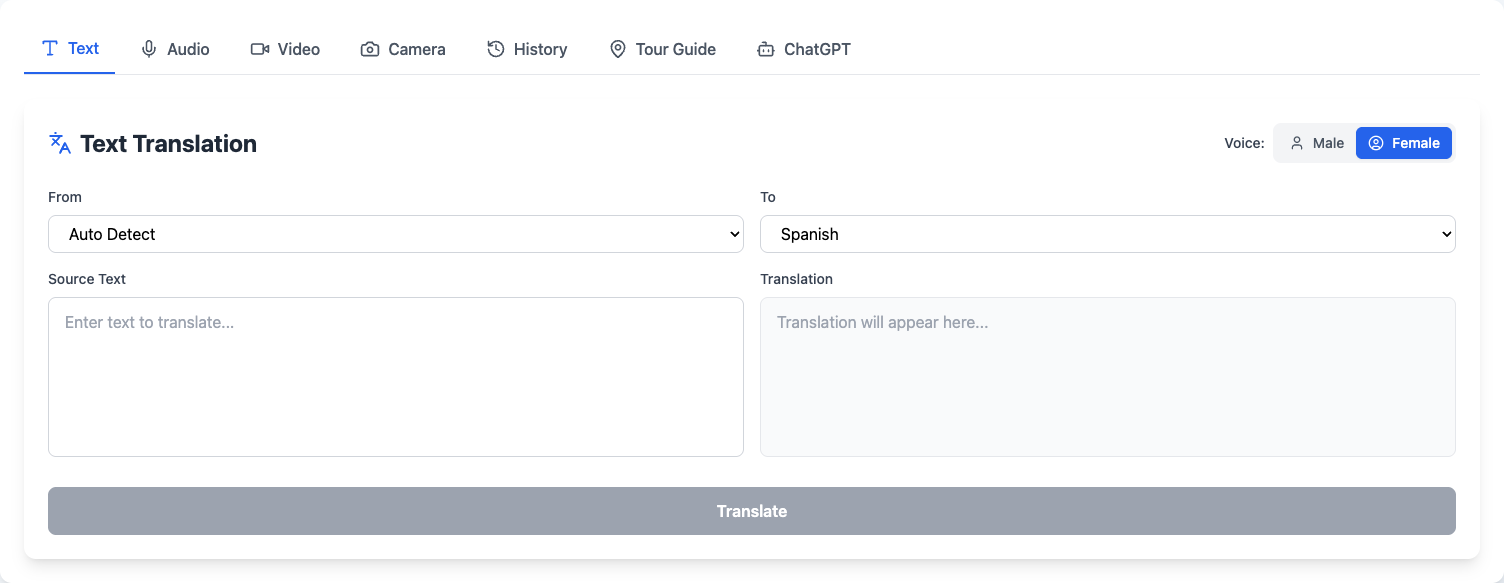 Text Audio Video Camera History Tour Guide ChatGPT
Text Translation
Voice: Male Female
From
Auto Detect
To
Spanish
Source Text
Enter text to translate...
Translation
Translation will appear here...
Translate